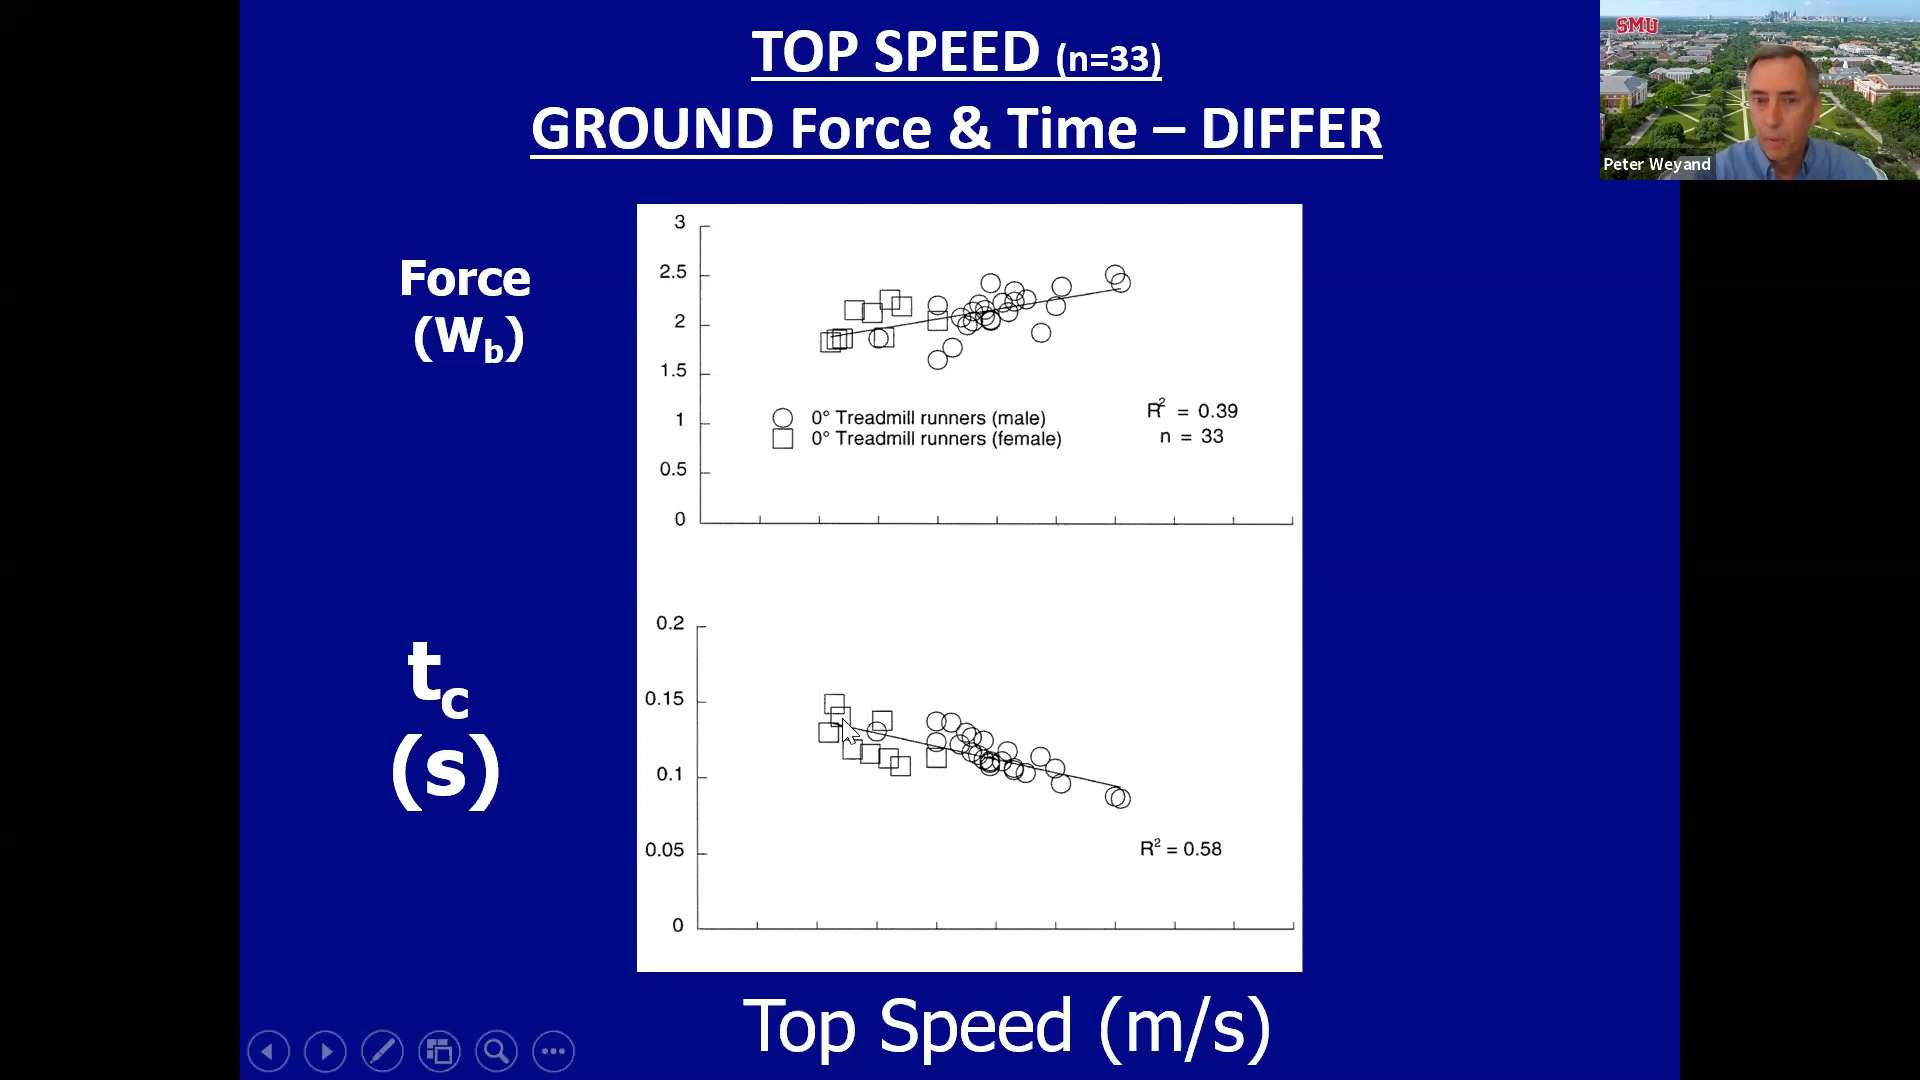 TOP SPEED (n=33)
GROUND Force & Time – DIFFER
SMU
Peter Weyand
Force
(Wb)
3
2.5
2
1.5
1
0.5
0
0° Treadmill runners (male)
0° Treadmill runners (female)
R² = 0.39
n = 33
tc
(s)
0.2
0.15
0.1
0.05
0
R² = 0.58
Top Speed (m/s)